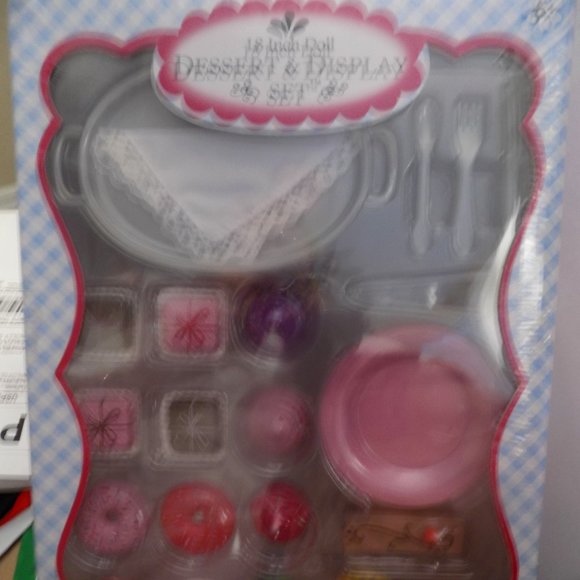 18 Inch Doll
DESSERT & DISPLAY
SET
P